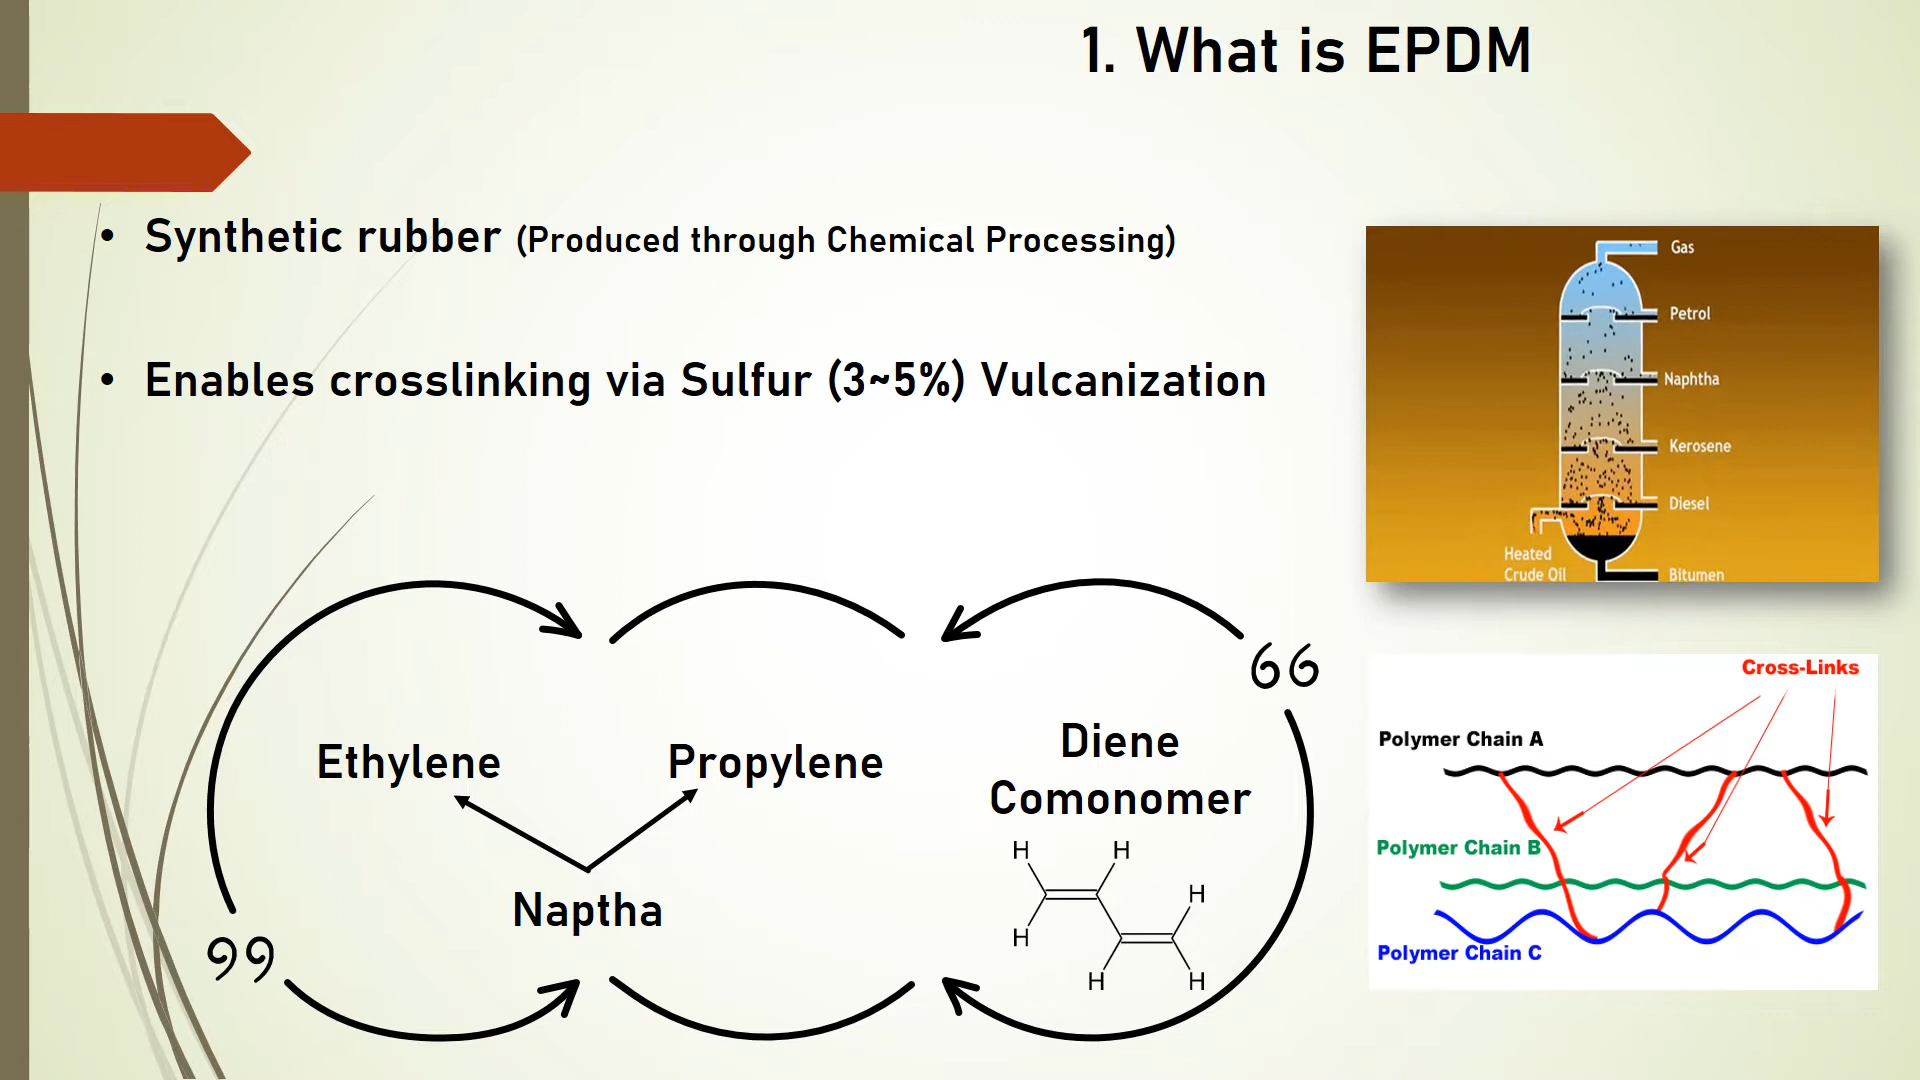 1. What is EPDM
• Synthetic rubber (Produced through Chemical Processing)
• Enables crosslinking via Sulfur (3~5%) Vulcanization
Gas
Petrol
Naphtha
Kerosene
Diesel
Heated
Crude Oil
Bitumen
Ethylene
Propylene
Diene
Comonomer
Naptha
H
H
H
H
H
H
Cross-Links
Polymer Chain A
Polymer Chain B
Polymer Chain C